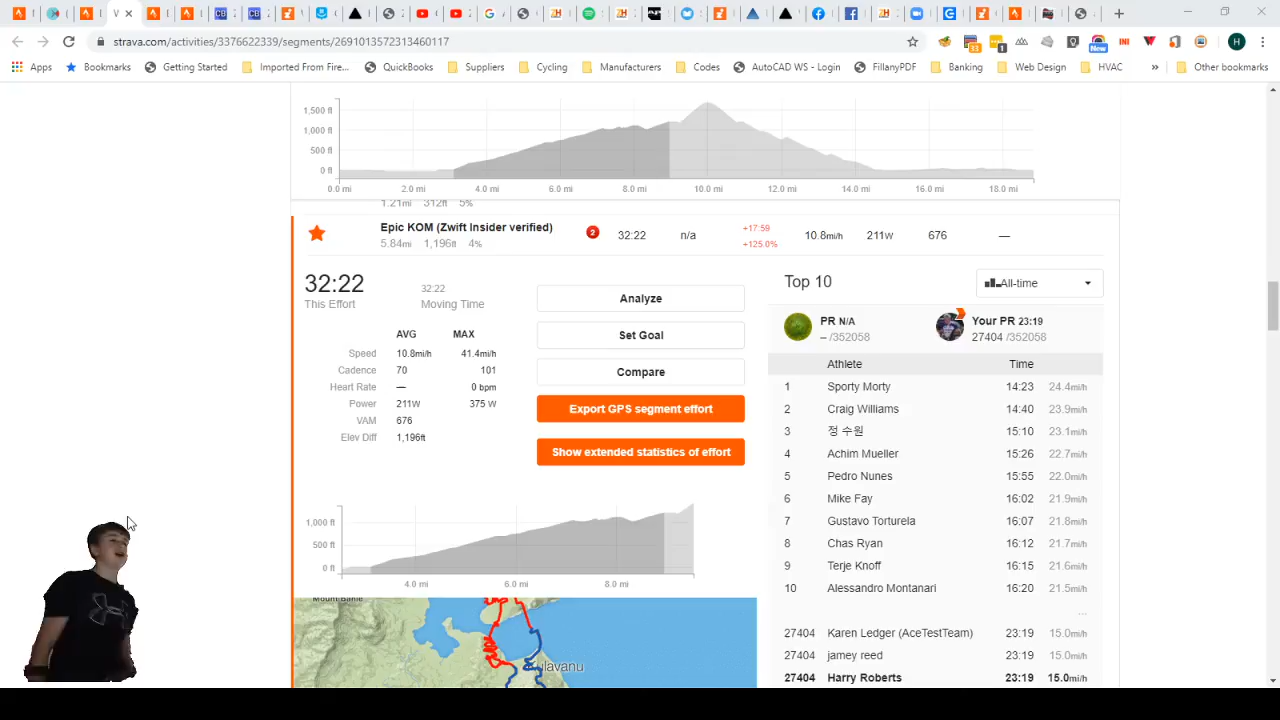 strava.com/activities/3376622339/segments/2691013572313460117
33 1 New INI H
Apps Bookmarks Getting Started Imported From Fire... QuickBooks Suppliers Cycling Manufacturers Codes AutoCAD WS - Login FillanyPDF Banking Web Design HVAC » Other bookmarks
1,500 ft
1,000 ft
500 ft
0 ft
0.0 mi 2.0 mi 4.0 mi 6.0 mi 8.0 mi 10.0 mi 12.0 mi 14.0 mi 16.0 mi 18.0 mi
1.21mi 312ft 5%
Epic KOM (Zwift Insider verified)
5.84mi 1,196ft 4%
2 32:22 n/a +17:59 10.8mi/h 211W 676 —
+125.0%
32:22
This Effort
32:22
Moving Time
AVG MAX
Speed 10.8mi/h 41.4mi/h
Cadence 70 101
Heart Rate — 0 bpm
Power 211W 375 W
VAM 676
Elev Diff 1,196ft
Analyze
Set Goal
Compare
Export GPS segment effort
Show extended statistics of effort
1,000 ft
500 ft
0 ft
4.0 mi 6.0 mi 8.0 mi
ulavanu
Top 10
All-time
PR N/A
– /352058
Your PR 23:19
27404 /352058
Athlete Time
1 Sporty Morty 14:23 24.4mi/h
2 Craig Williams 14:40 23.9mi/h
3 정 수원 15:10 23.1mi/h
4 Achim Mueller 15:26 22.7mi/h
5 Pedro Nunes 15:55 22.0mi/h
6 Mike Fay 16:02 21.9mi/h
7 Gustavo Torturela 16:07 21.8mi/h
8 Chas Ryan 16:12 21.7mi/h
9 Terje Knoff 16:15 21.6mi/h
10 Alessandro Montanari 16:20 21.5mi/h
...
27404 Karen Ledger (AceTestTeam) 23:19 15.0mi/h
27404 jamey reed 23:19 15.0mi/h
27404 Harry Roberts 23:19 15.0mi/h